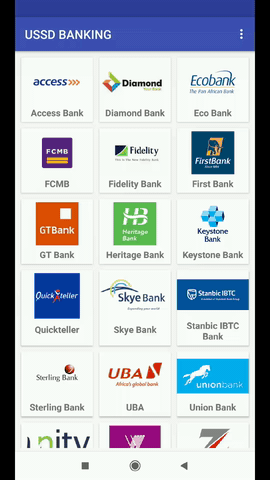 USSD BANKING
access>>>
Diamond
Your Bank
Ecobank
The Pan African Bank
Access Bank
Diamond Bank
Eco Bank
FCMB
Fidelity
FirstBank
FCMB
Fidelity Bank
First Bank
GTBank
HB
Heritage
Bank
Keystone
Bank
GT Bank
Heritage Bank
Keystone Bank
QuickTeller
Skye Bank
Stanbic IBTC
Quickteller
Skye Bank
Stanbic IBTC
Bank
Sterling Bank
UBA
Africa's global bank
unionbank
Sterling Bank
UBA
Union Bank
unity